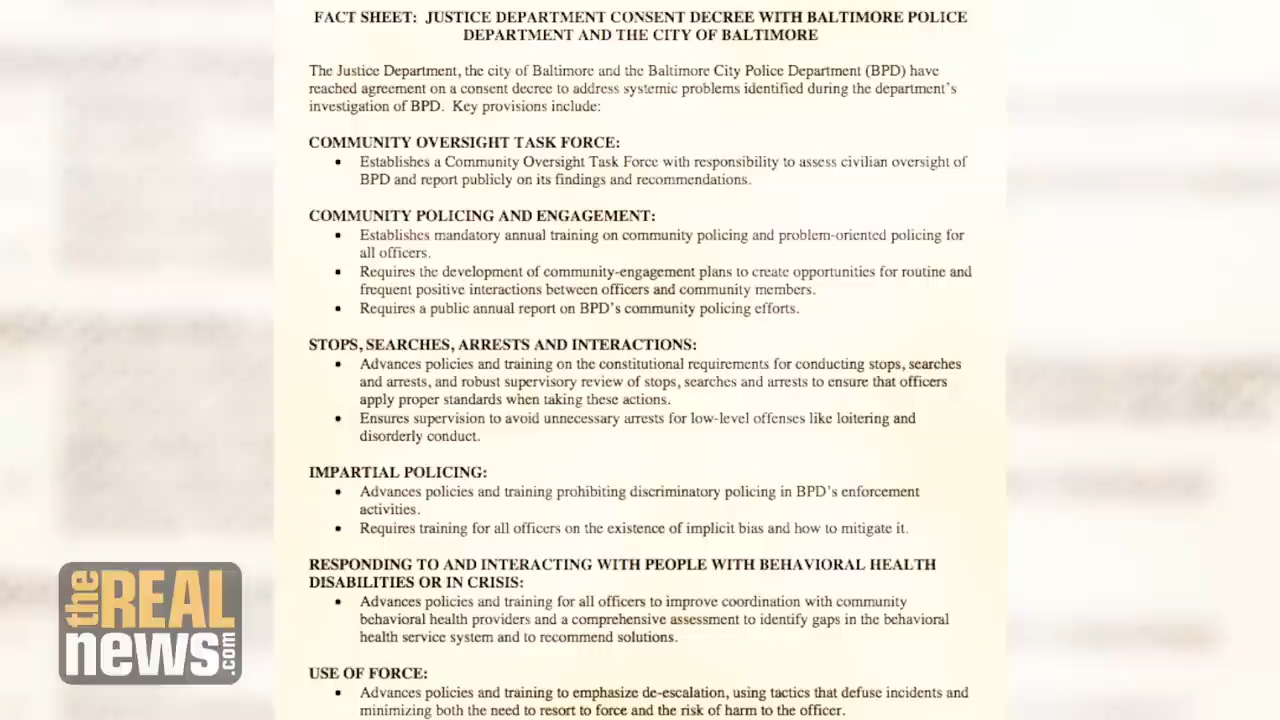 FACT SHEET: JUSTICE DEPARTMENT CONSENT DECREE WITH BALTIMORE POLICE
DEPARTMENT AND THE CITY OF BALTIMORE
The Justice Department, the city of Baltimore and the Baltimore City Police Department (BPD) have
reached agreement on a consent decree to address systemic problems identified during the department's
investigation of BPD. Key provisions include:
COMMUNITY OVERSIGHT TASK FORCE:
• Establishes a Community Oversight Task Force with responsibility to assess civilian oversight of
BPD and report publicly on its findings and recommendations.
COMMUNITY POLICING AND ENGAGEMENT:
• Establishes mandatory annual training on community policing and problem-oriented policing for
all officers.
• Requires the development of community-engagement plans to create opportunities for routine and
frequent positive interactions between officers and community members.
• Requires a public annual report on BPD's community policing efforts.
STOPS, SEARCHES, ARRESTS AND INTERACTIONS:
• Advances policies and training on the constitutional requirements for conducting stops, searches
and arrests, and robust supervisory review of stops, searches and arrests to ensure that officers
apply proper standards when taking these actions.
• Ensures supervision to avoid unnecessary arrests for low-level offenses like loitering and
disorderly conduct.
IMPARTIAL POLICING:
• Advances policies and training prohibiting discriminatory policing in BPD's enforcement
activities.
• Requires training for all officers on the existence of implicit bias and how to mitigate it.
RESPONDING TO AND INTERACTING WITH PEOPLE WITH BEHAVIORAL HEALTH
DISABILITIES OR IN CRISIS:
• Advances policies and training for all officers to improve coordination with community
behavioral health providers and a comprehensive assessment to identify gaps in the behavioral
health service system and to recommend solutions.
USE OF FORCE:
• Advances policies and training to emphasize de-escalation, using tactics that defuse incidents and
minimizing both the need to resort to force and the risk of harm to the officer.
the REAL
news.com